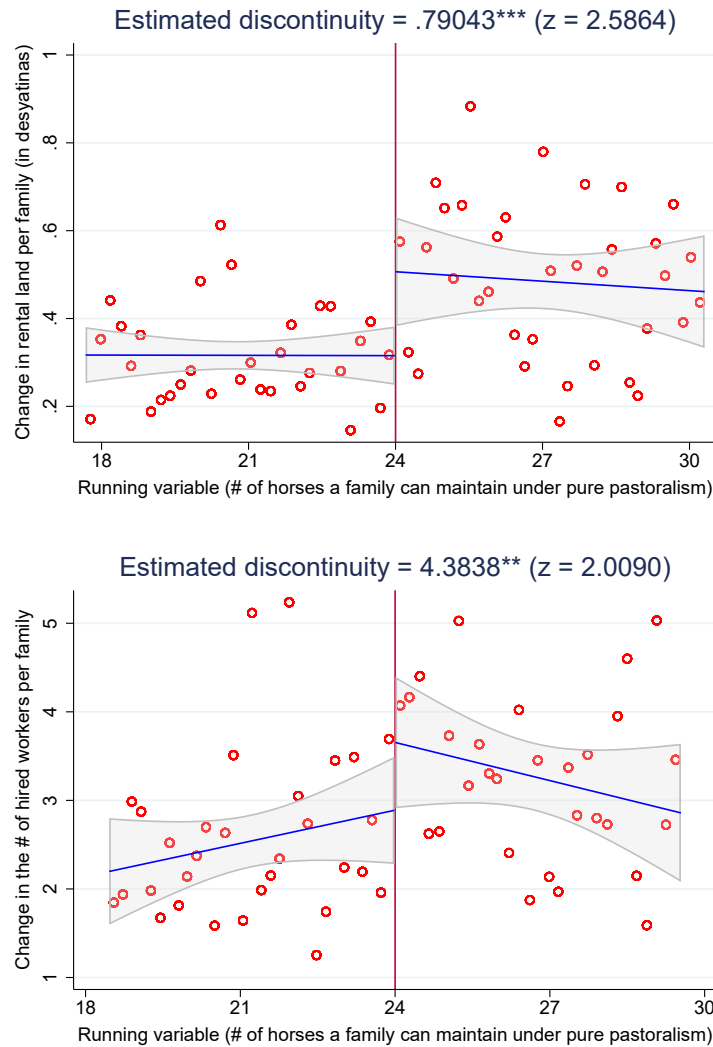 Estimated discontinuity = .79043*** (z = 2.5864)
Change in rental land per family (in desyatinas)
1
.8
.6
.4
.2
18 21 24 27 30
Running variable (# of horses a family can maintain under pure pastoralism)
Estimated discontinuity = 4.3838** (z = 2.0090)
Change in the # of hired workers per family
5
4
3
2
1
18 21 24 27 30
Running variable (# of horses a family can maintain under pure pastoralism)